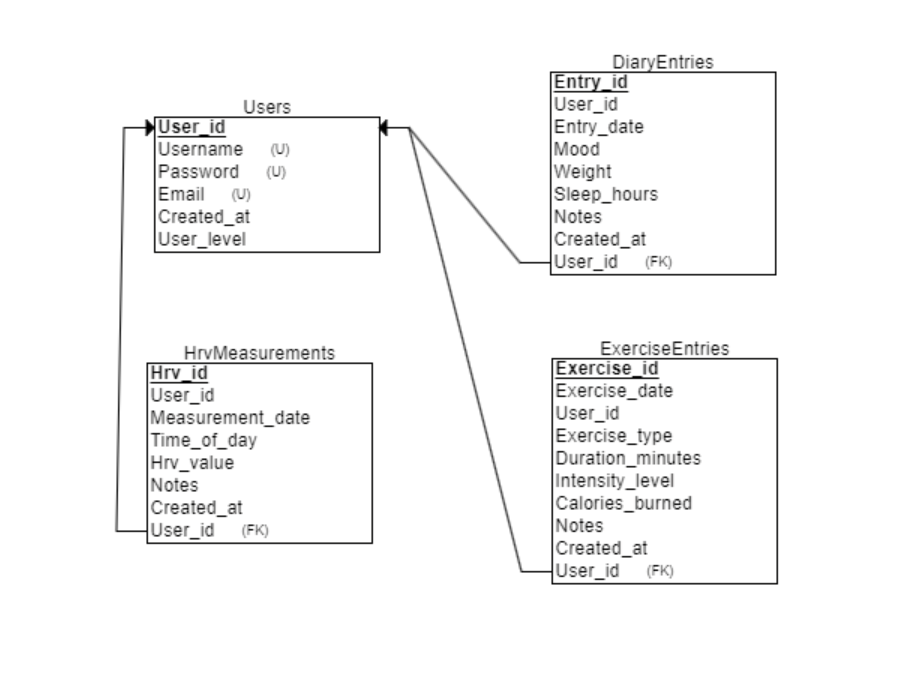 Users
User_id
Username (U)
Password (U)
Email (U)
Created_at
User_level
DiaryEntries
Entry_id
User_id
Entry_date
Mood
Weight
Sleep_hours
Notes
Created_at
User_id (FK)
HrvMeasurements
Hrv_id
User_id
Measurement_date
Time_of_day
Hrv_value
Notes
Created_at
User_id (FK)
ExerciseEntries
Exercise_id
Exercise_date
User_id
Exercise_type
Duration_minutes
Intensity_level
Calories_burned
Notes
Created_at
User_id (FK)